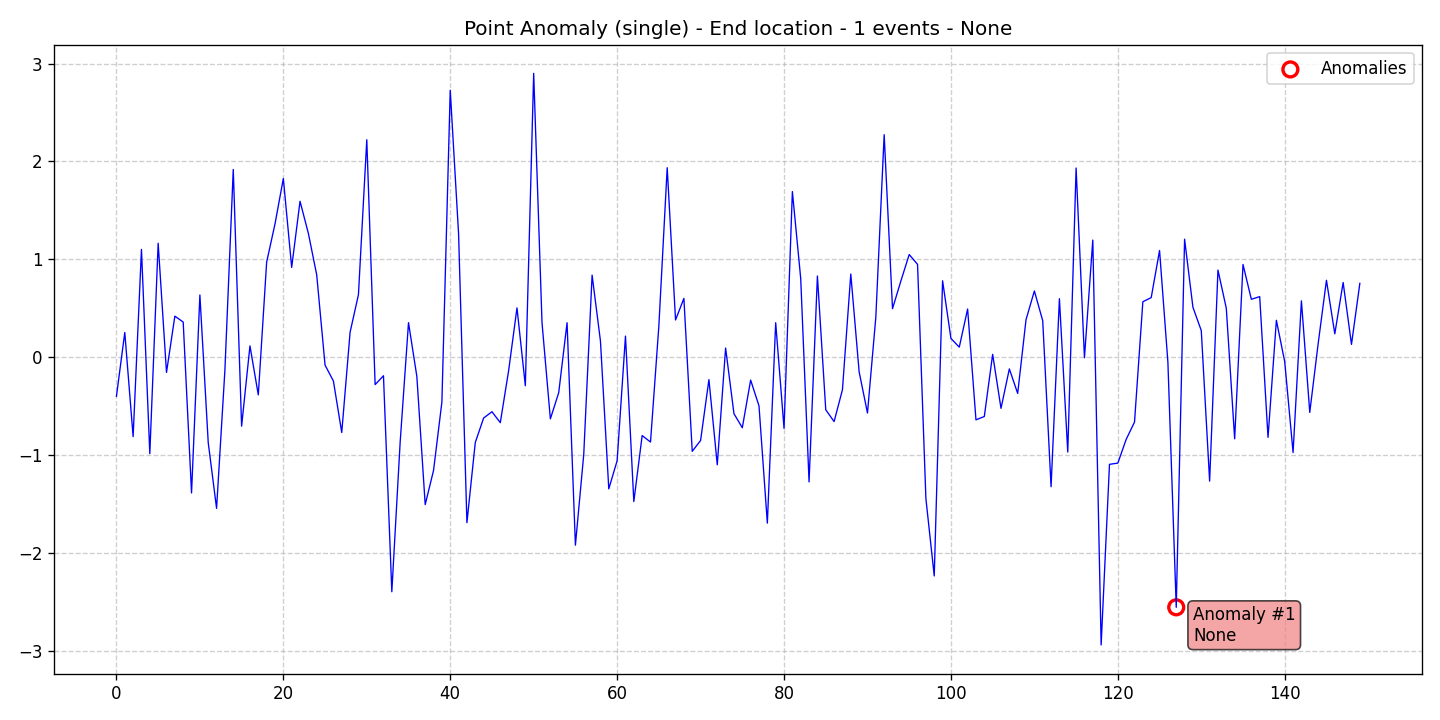 Point Anomaly (single) - End location - 1 events - None
Anomalies
3
2
1
0
−1
−2
−3
Anomaly #1
None
0 20 40 60 80 100 120 140